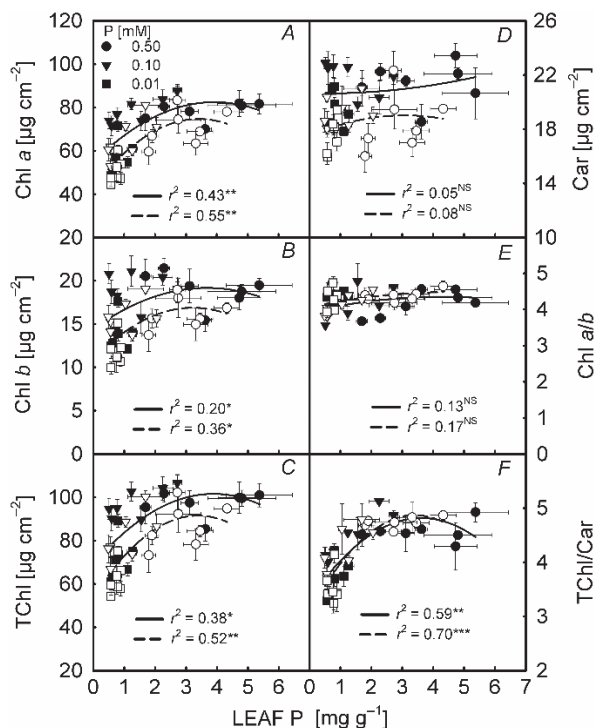 P [mM]
0.50
0.10
0.01
A
Chl a [µg cm⁻²]
120
100
80
60
40
20
r² = 0.43**
r² = 0.55**
D
Car [µg cm⁻²]
26
22
18
14
10
r² = 0.05NS
r² = 0.08NS
B
Chl b [µg cm⁻²]
20
15
10
5
0
r² = 0.20*
r² = 0.36*
E
Chl a/b
5
4
3
2
1
0
r² = 0.13NS
r² = 0.17NS
C
TChl [µg cm⁻²]
100
80
60
40
20
r² = 0.38*
r² = 0.52**
F
TChl/Car
5
4
3
2
r² = 0.59**
r² = 0.70***
0 1 2 3 4 5 6 0 1 2 3 4 5 6 7
LEAF P [mg g⁻¹]